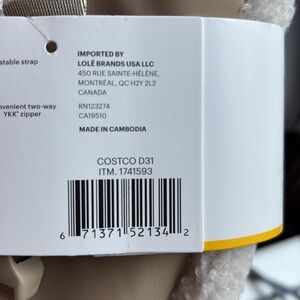 stable strap
nvenient two-way
YKK® zipper
IMPORTED BY
LOLË BRANDS USA LLC
450 RUE SAINTE-HÉLÈNE,
MONTRÉAL, QC H2Y 2L2
CANADA
RN123274
CA19510
MADE IN CAMBODIA
COSTCO D31
ITM. 1741593
6 71371 52134 2